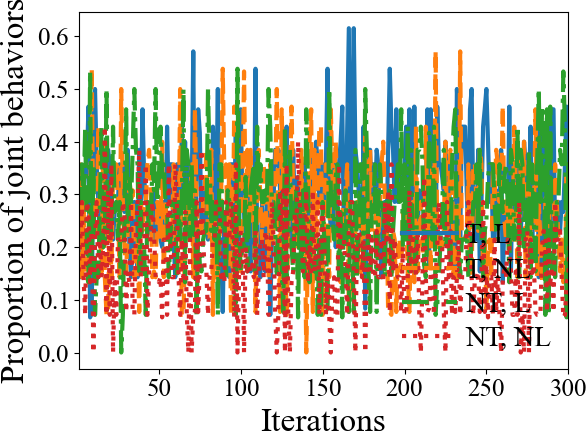 Proportion of joint behaviors
0.6
0.5
0.4
0.3
0.2
0.1
0.0
T, L
T, NL
NT, L
NT, NL
50 100 150 200 250 300
Iterations